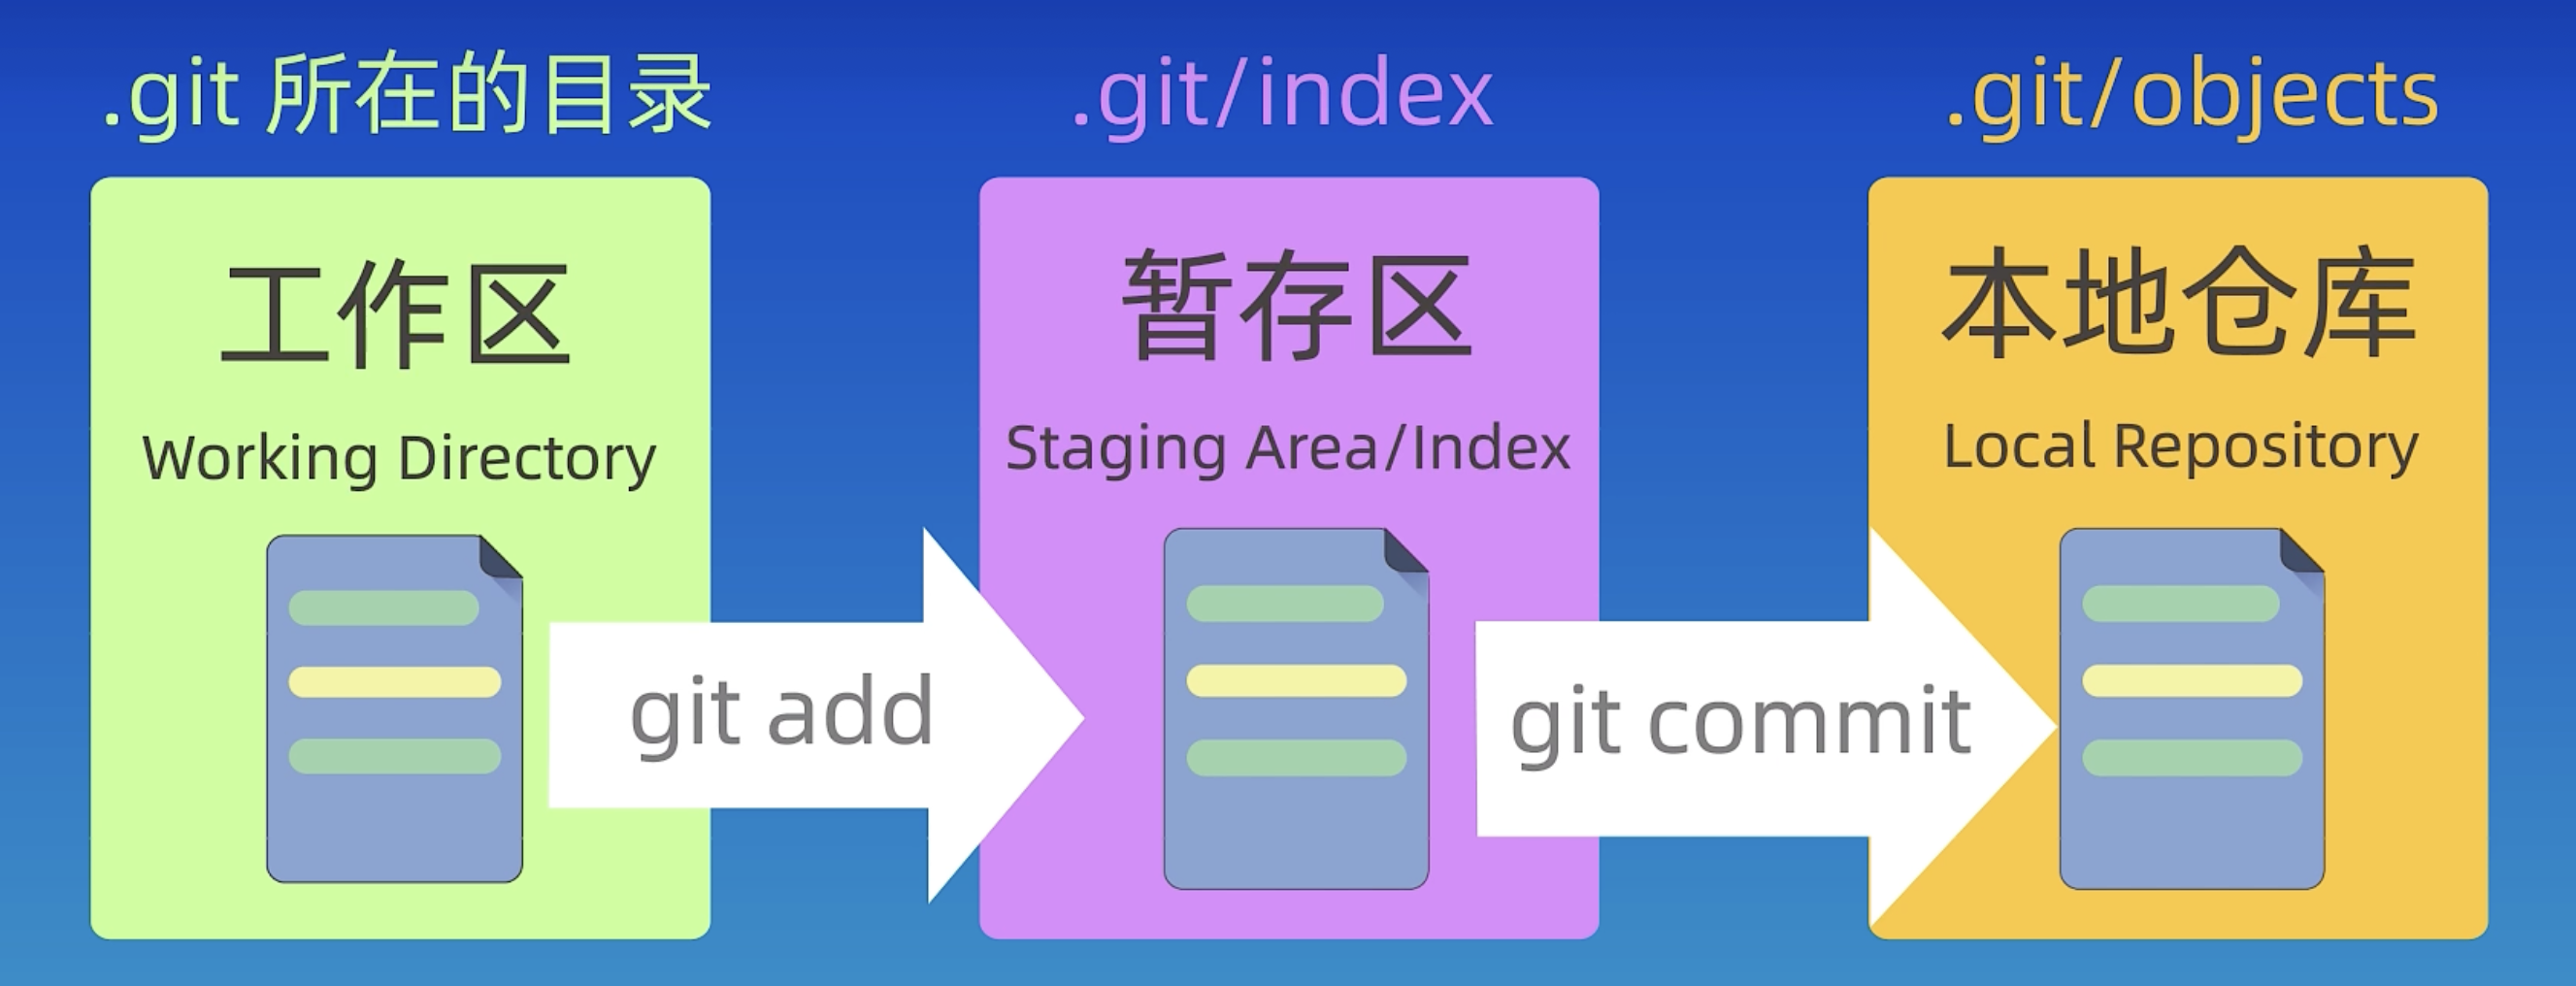 .git 所在的目录
.git/index
.git/objects
工作区
Working Directory
暂存区
Staging Area/Index
本地仓库
Local Repository
git add
git commit